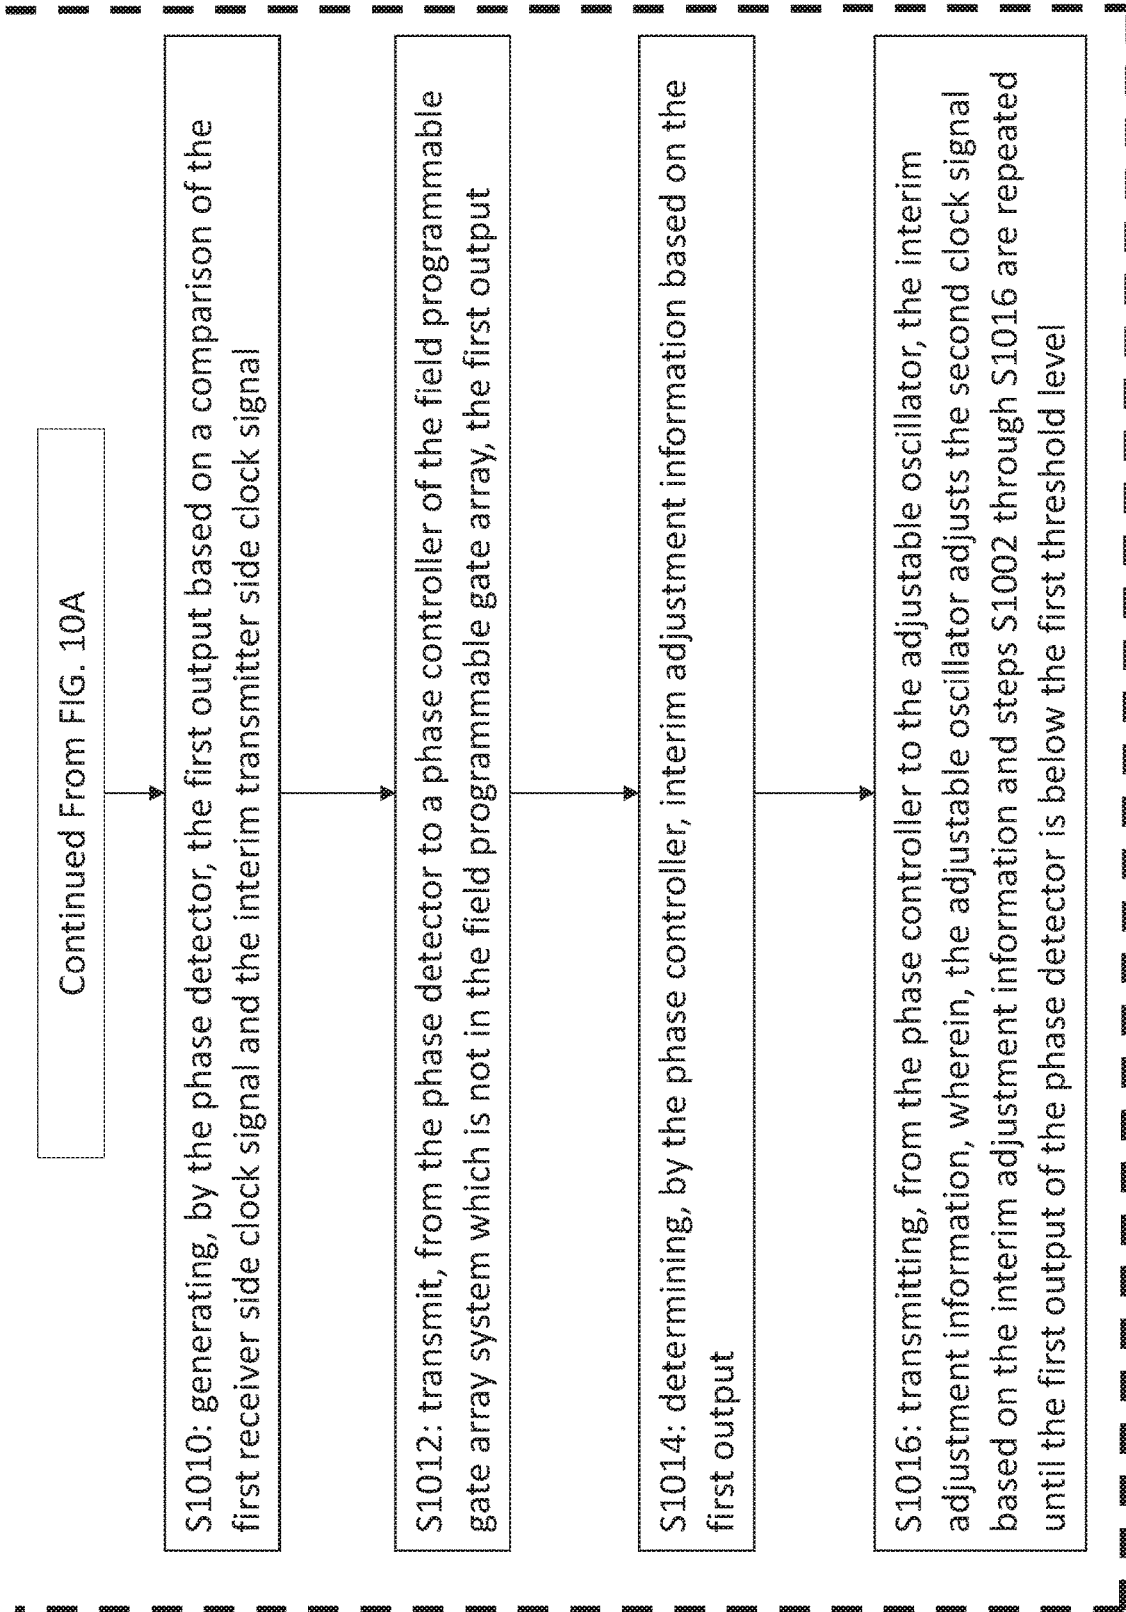 Continued From FIG. 10A
S1010: generating, by the phase detector, the first output based on a comparison of the
first receiver side clock signal and the interim transmitter side clock signal
S1012: transmit, from the phase detector to a phase controller of the field programmable
gate array system which is not in the field programmable gate array, the first output
S1014: determining, by the phase controller, interim adjustment information based on the
first output
S1016: transmitting, from the phase controller to the adjustable oscillator, the interim
adjustment information, wherein, the adjustable oscillator adjusts the second clock signal
based on the interim adjustment information and steps S1002 through S1016 are repeated
until the first output of the phase detector is below the first threshold level